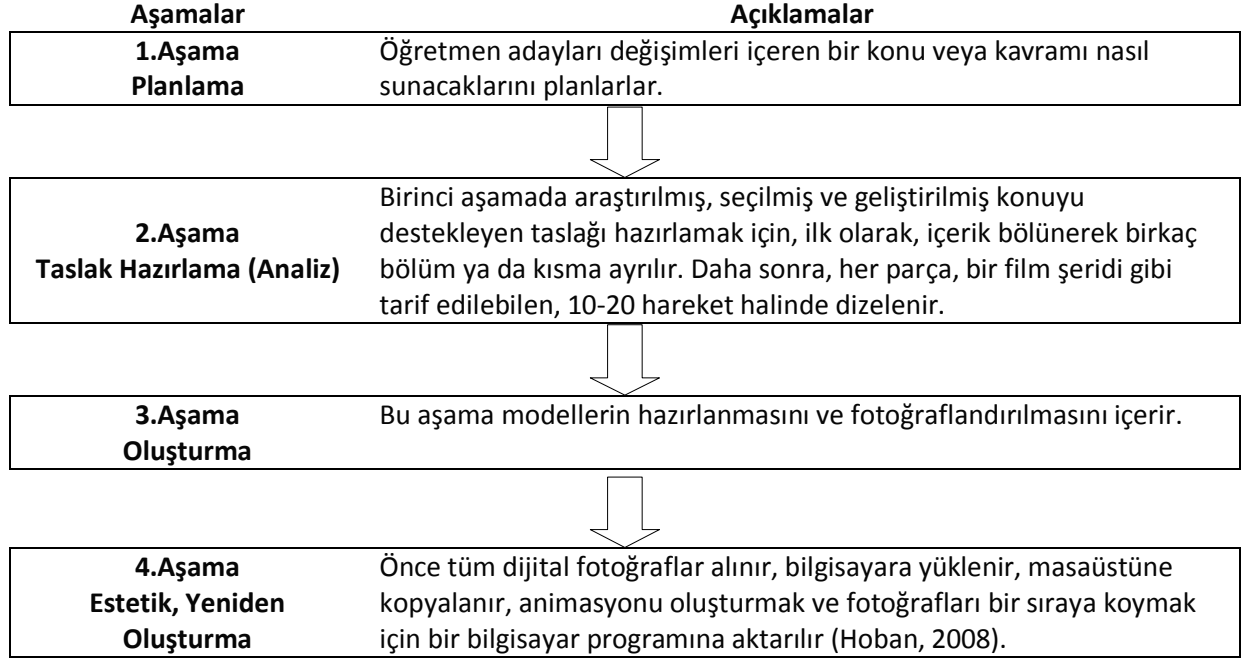 Aşamalar Açıklamalar
1.Aşama
Planlama
Öğretmen adayları değişimleri içeren bir konu veya kavramı nasıl
sunacaklarını planlarlar.
2.Aşama
Taslak Hazırlama (Analiz)
Birinci aşamada araştırılmış, seçilmiş ve geliştirilmiş konuyu
destekleyen taslağı hazırlamak için, ilk olarak, içerik bölünerek birkaç
bölüm ya da kısma ayrılır. Daha sonra, her parça, bir film şeridi gibi
tarif edilebilen, 10-20 hareket halinde dizelenir.
3.Aşama
Oluşturma
Bu aşama modellerin hazırlanmasını ve fotoğraflandırılmasını içerir.
4.Aşama
Estetik, Yeniden
Oluşturma
Önce tüm dijital fotoğraflar alınır, bilgisayara yüklenir, masaüstüne
kopyalanır, animasyonu oluşturmak ve fotoğrafları bir sıraya koymak
için bir bilgisayar programına aktarılır (Hoban, 2008).